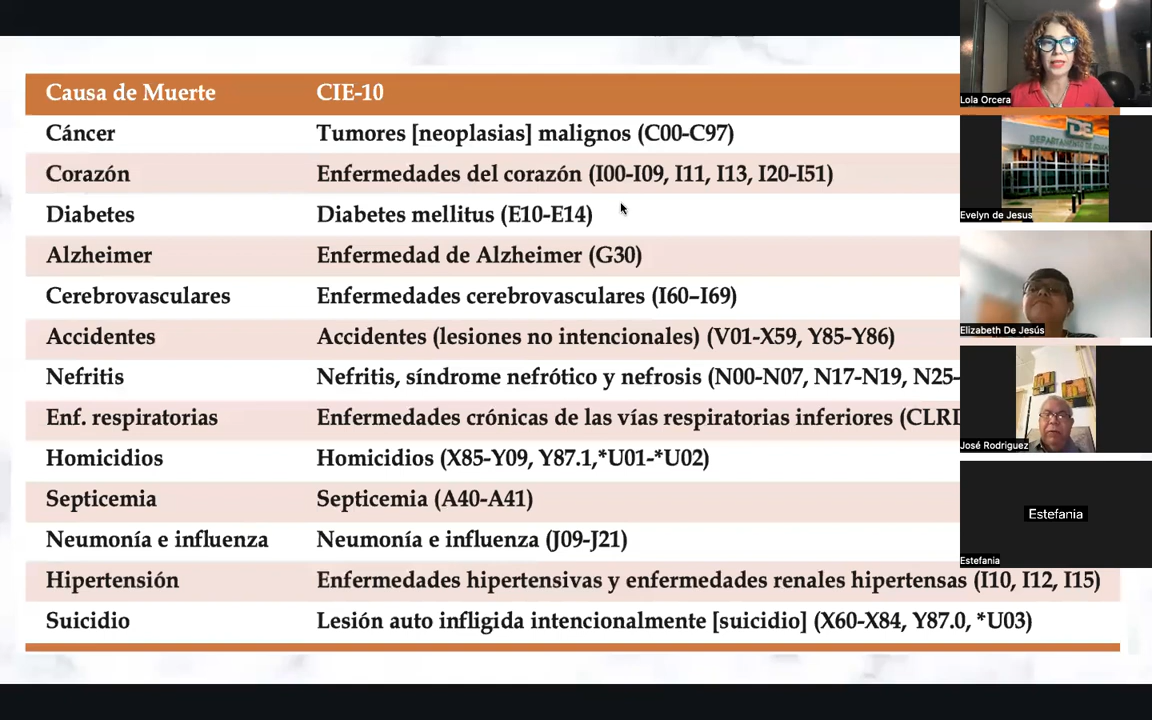 Causa de Muerte CIE-10
Cáncer Tumores [neoplasias] malignos (C00-C97)
Corazón Enfermedades del corazón (I00-I09, I11, I13, I20-I51)
Diabetes Diabetes mellitus (E10-E14)
Alzheimer Enfermedad de Alzheimer (G30)
Cerebrovasculares Enfermedades cerebrovasculares (I60–I69)
Accidentes Accidentes (lesiones no intencionales) (V01-X59, Y85-Y86)
Nefritis Nefritis, síndrome nefrótico y nefrosis (N00-N07, N17-N19, N25-
Enf. respiratorias Enfermedades crónicas de las vías respiratorias inferiores
Homicidios Homicidios (X85-Y09, Y87.1,*U01-*U02)
Septicemia Septicemia (A40-A41)
Neumonía e influenza Neumonía e influenza (J09-J21)
Hipertensión Enfermedades hipertensivas y enfermedades renales hipertensas (I10, I12, I15)
Suicidio Lesión auto infligida intencionalmente [suicidio] (X60-X84, Y87.0, *U03)
Lola Orcera
DE
Evelyn de Jesus
Elizabeth De Jesús
José Rodriguez
Estefania
Estefania